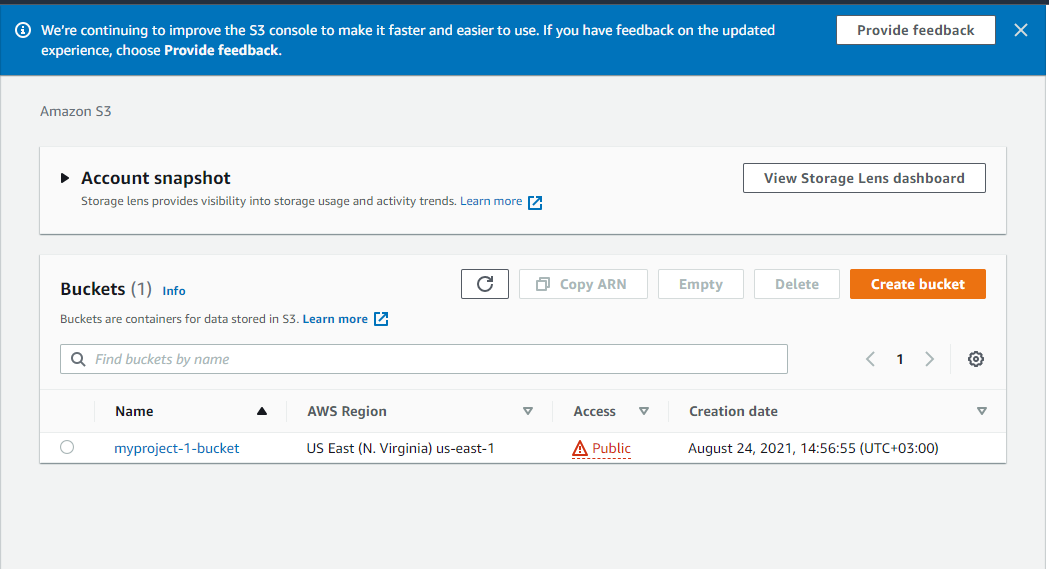 We're continuing to improve the S3 console to make it faster and easier to use. If you have feedback on the updated
experience, choose Provide feedback.
Provide feedback
Amazon S3
Account snapshot
View Storage Lens dashboard
Storage lens provides visibility into storage usage and activity trends. Learn more
Buckets (1) Info
Copy ARN
Empty
Delete
Create bucket
Buckets are containers for data stored in S3. Learn more
Find buckets by name
1
Name AWS Region Access Creation date
myproject-1-bucket US East (N. Virginia) us-east-1 Public August 24, 2021, 14:56:55 (UTC+03:00)